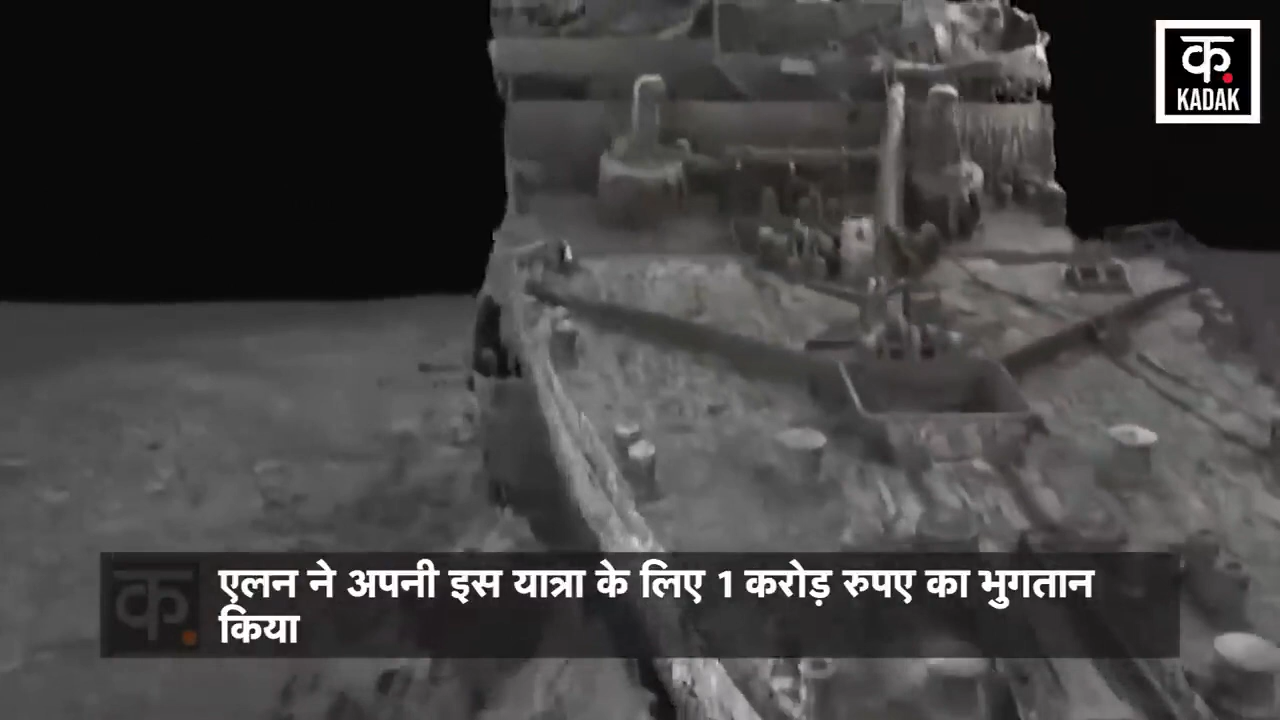 क.
KADAK
क.
एलन ने अपनी इस यात्रा के लिए 1 करोड़ रुपए का भुगतान
किया